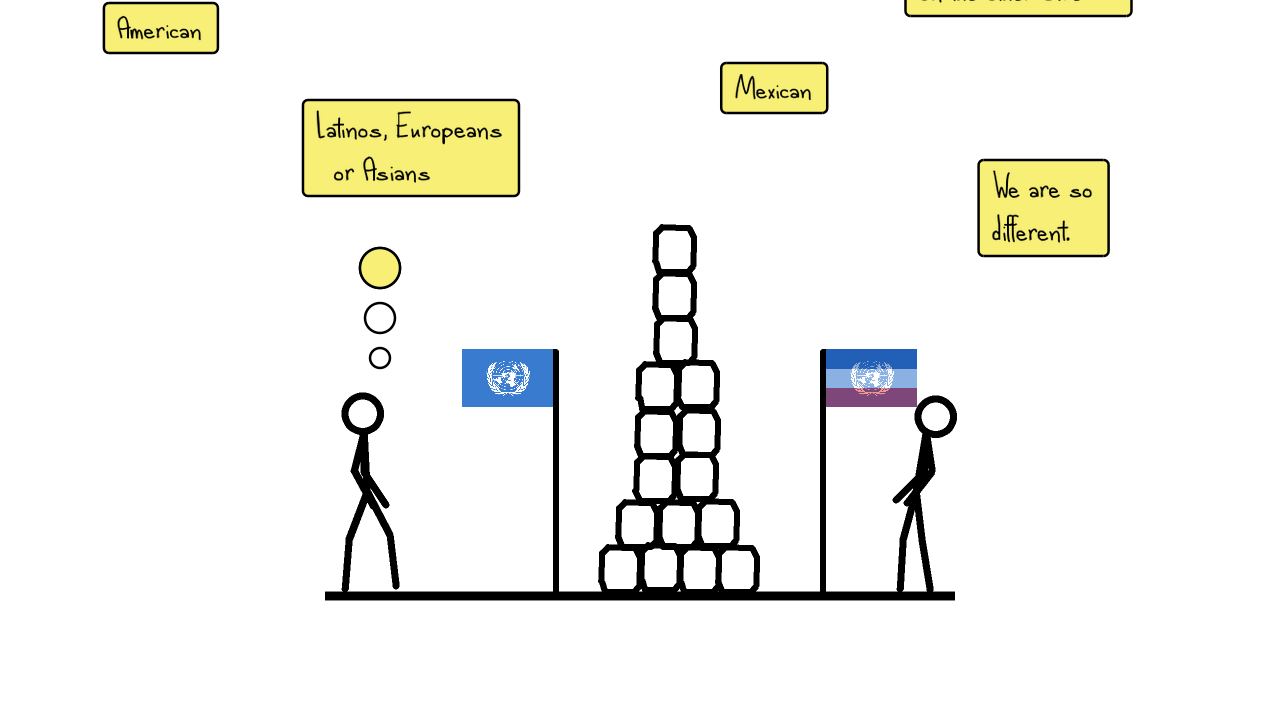 American
Mexican
Latinos, Europeans
or Asians
We are so
different.